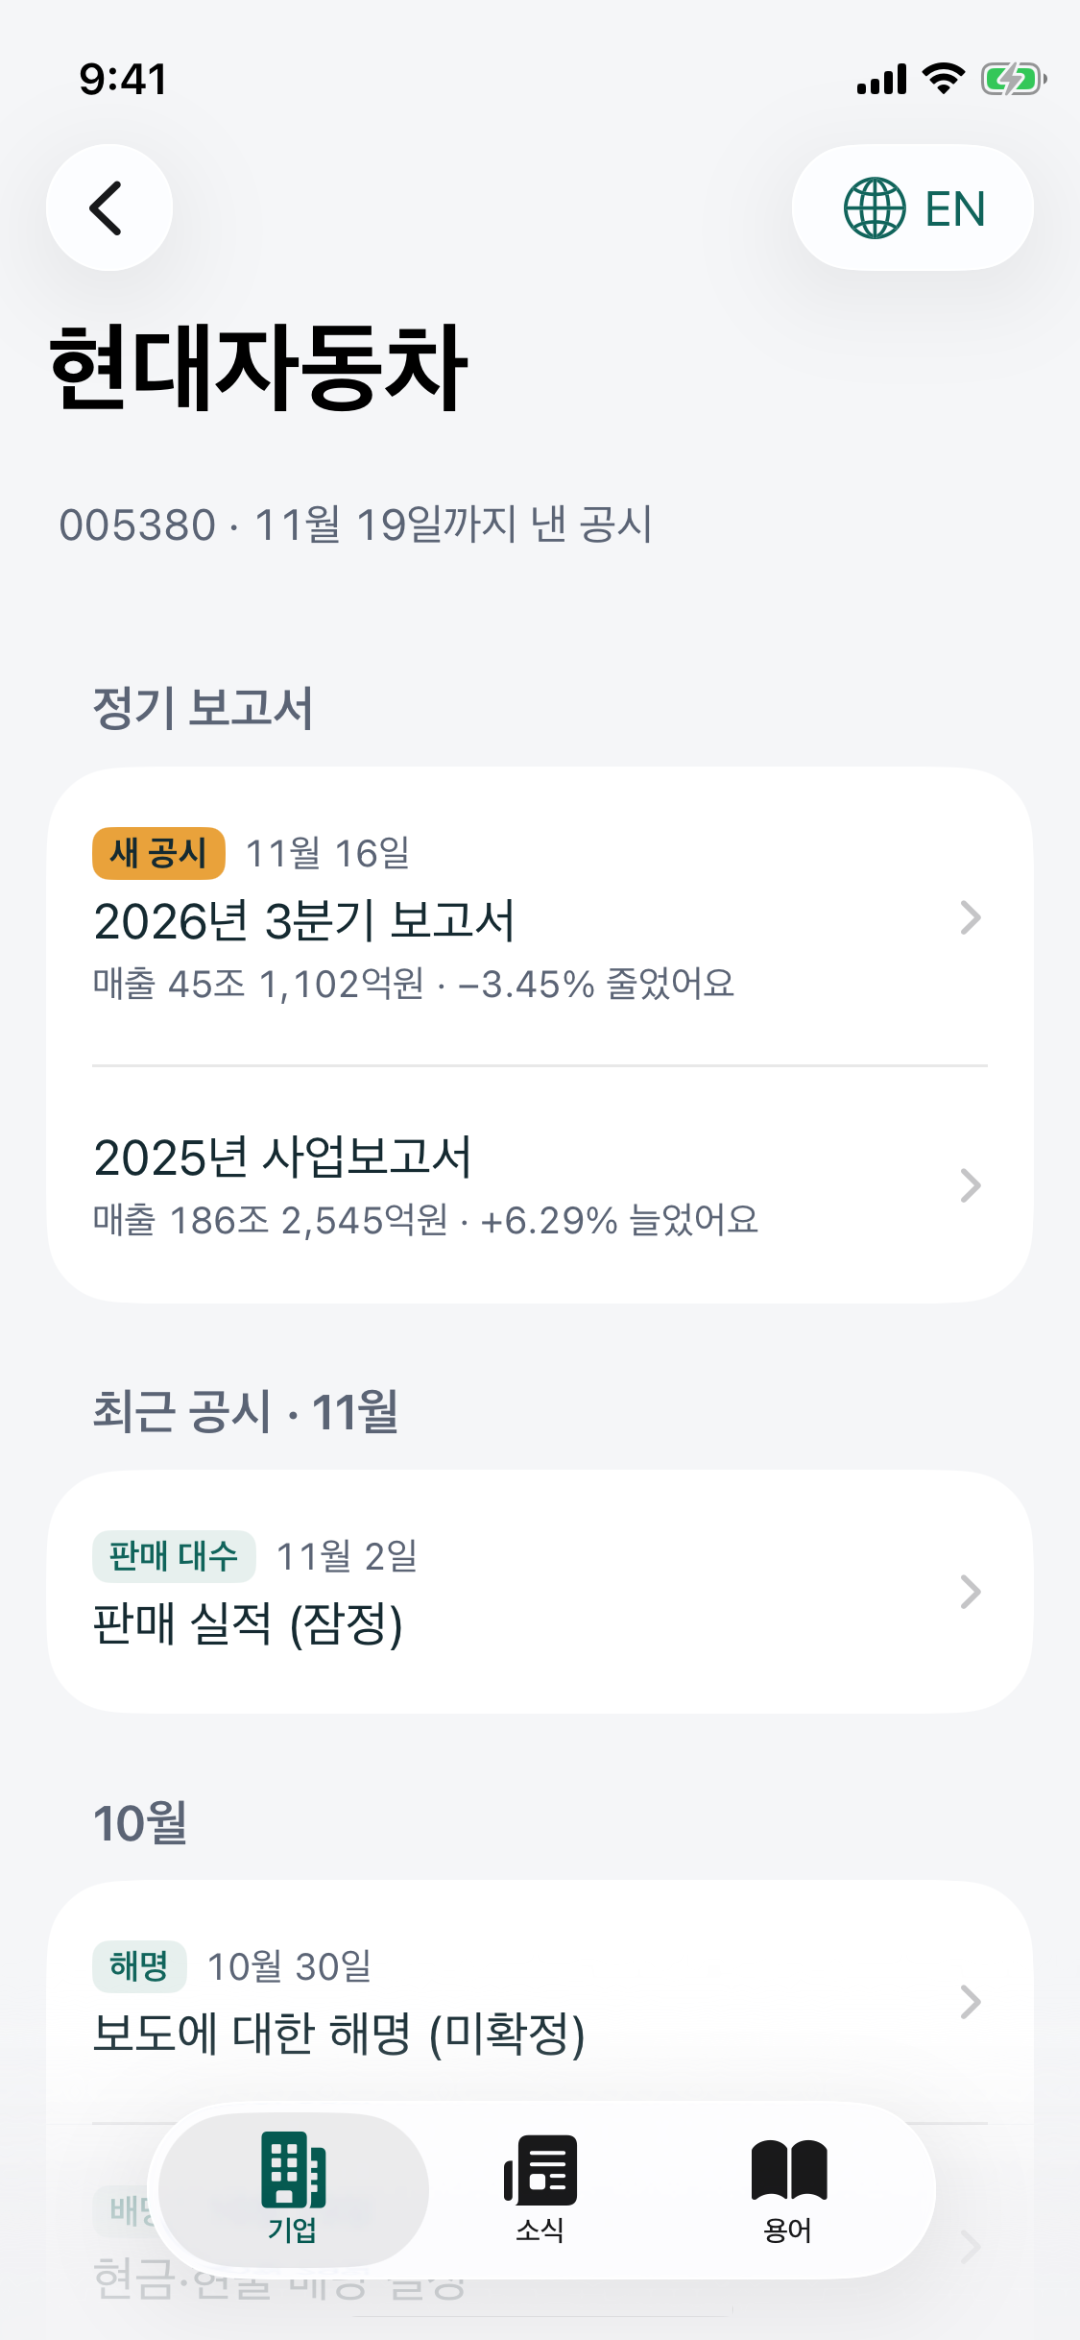 9:41
EN
현대자동차
005380 · 11월 19일까지 낸 공시
정기 보고서
새 공시 11월 16일
2026년 3분기 보고서
매출 45조 1,102억원 · −3.45% 줄었어요
2025년 사업보고서
매출 186조 2,545억원 · +6.29% 늘었어요
최근 공시 · 11월
판매 대수 11월 2일
판매 실적 (잠정)
10월
해명 10월 30일
보도에 대한 해명 (미확정)
기업 소식 용어